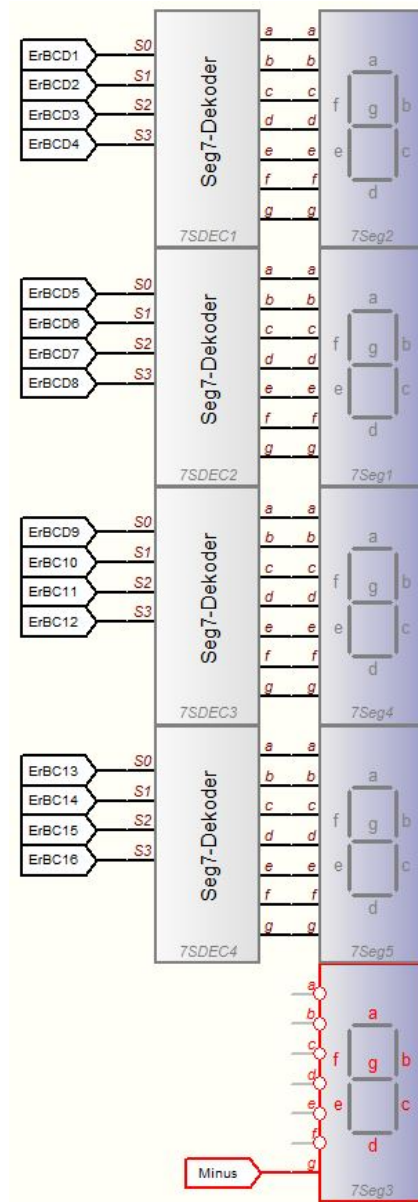 S0 a a
ErBCD1
S1 b b a
ErBCD2
S2 c c
ErBCD3 f g b
S3 d d
ErBCD4
Seg7-Dekoder
e e e c
f f
d
g g
7SDEC1 7Seg2
a a
S0
ErBCD5
S1 b b a
ErBCD6
S2 c c
ErBCD7 f g b
S3 d d
ErBCD8
Seg7-Dekoder
e e e c
f f
d
g g
7SDEC2 7Seg1
a a
S0
ErBCD9
S1 b b a
ErBC10
S2 c c
ErBC11 f g b
S3 d d
ErBC12
Seg7-Dekoder
e e e c
f f
d
g g
7SDEC3 7Seg4
a a
S0
ErBC13
S1 b b a
ErBC14
S2 c c
ErBC15 f g b
S3 d d
ErBC16
Seg7-Dekoder
e e e c
f f
d
g g
7SDEC4 7Seg5
a
b a
c f g b
d
e e c
f d
Minus g
7Seg3